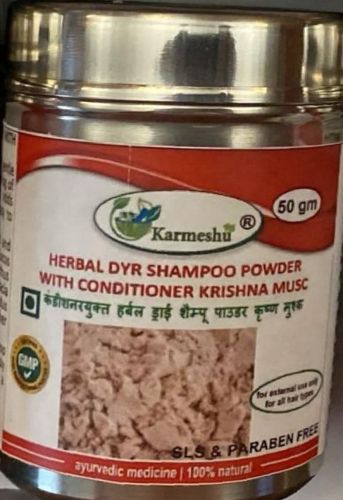 Karmeshu ®
50 gm
HERBAL DYR SHAMPOO POWDER
WITH CONDITIONER KRISHNA MUSC
कंडीशनरयुक्त हर्बल ड्राई शैम्पू पाउडर कृष्ण मुश्क
GMP
for external use only
for all hair types
SLS & PARABEN FREE
ayurvedic medicine | 100% natural